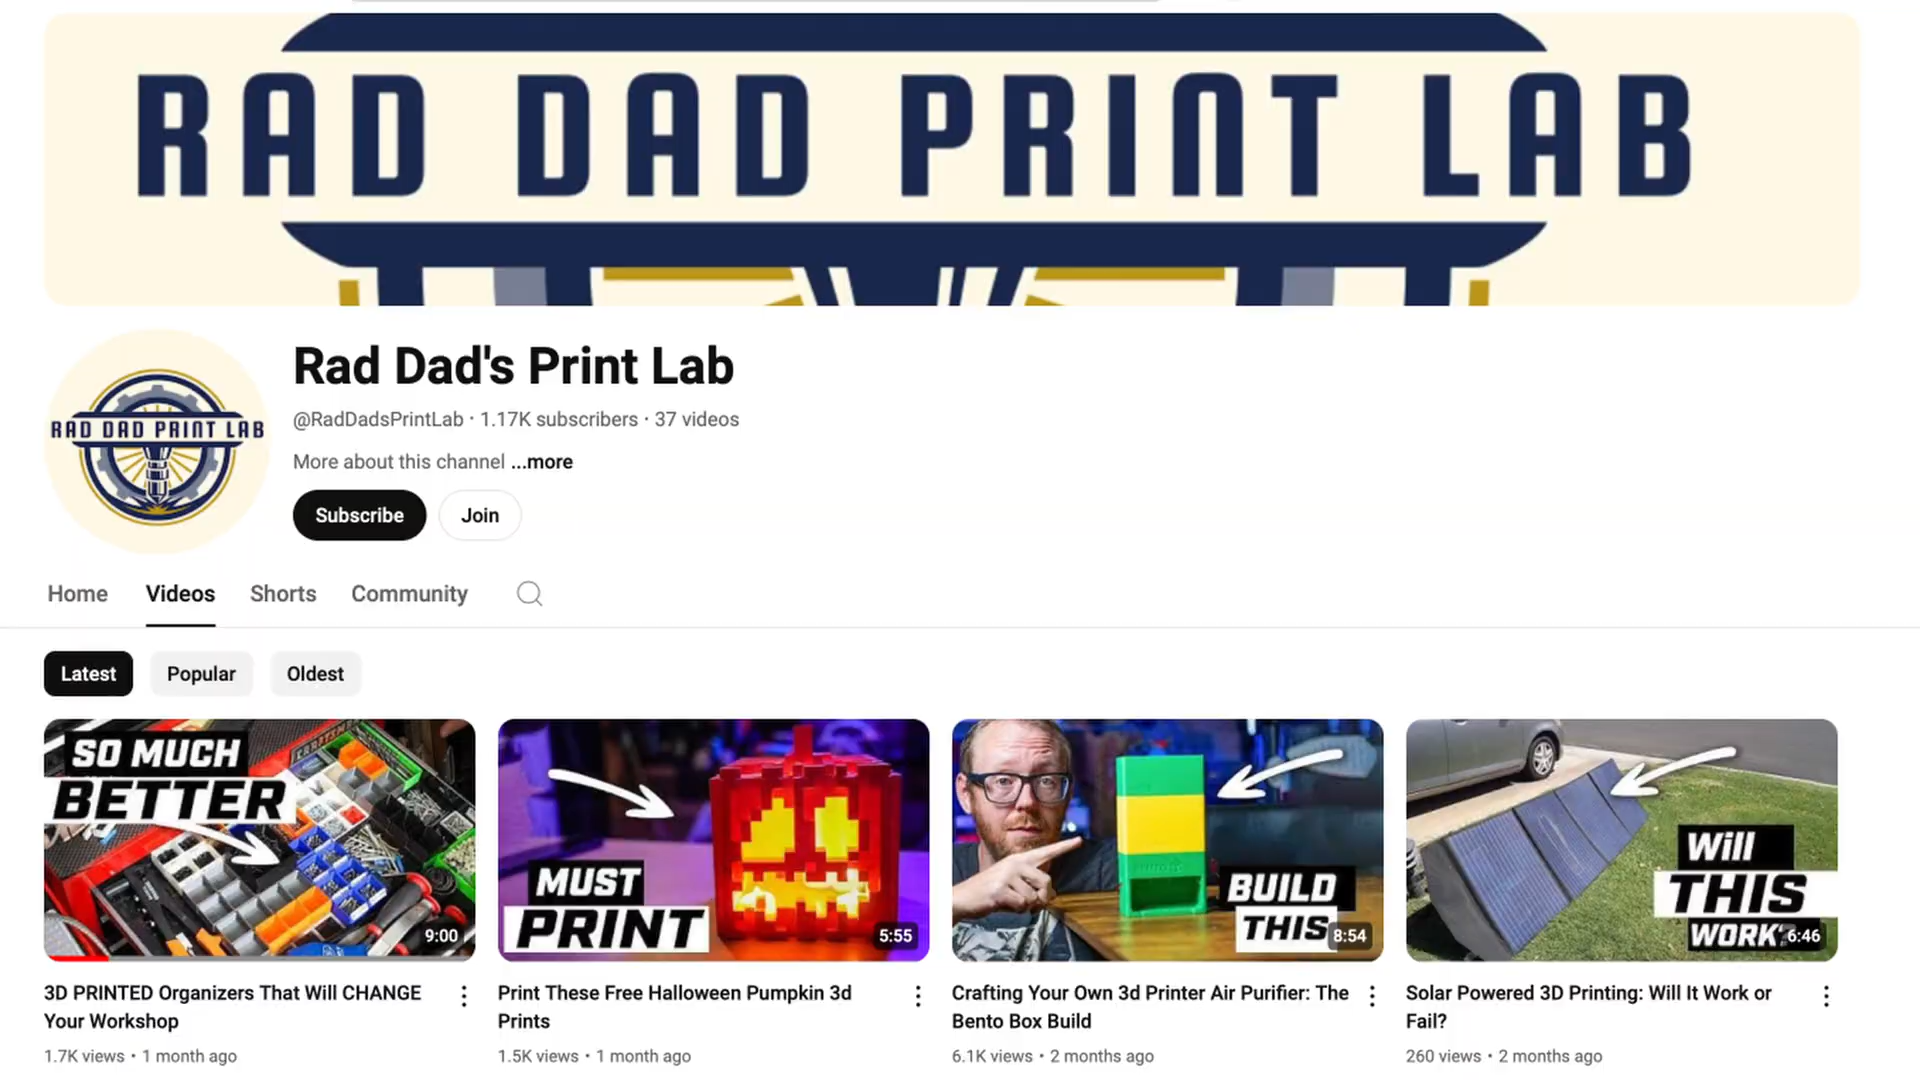 RAD DAD PRINT LAB
RAD DAD PRINT LAB
Rad Dad's Print Lab
@RadDadsPrintLab · 1.17K subscribers · 37 videos
More about this channel ...more
Subscribe Join
Home Videos Shorts Community
Latest Popular Oldest
SO MUCH
BETTER
9:00
MUST
PRINT
5:55
BUILD
THIS
8:54
Will
THIS
WORK?
6:46
3D PRINTED Organizers That Will CHANGE
Your Workshop
1.7K views • 1 month ago
Print These Free Halloween Pumpkin 3d
Prints
1.5K views • 1 month ago
Crafting Your Own 3d Printer Air Purifier: The
Bento Box Build
6.1K views • 2 months ago
Solar Powered 3D Printing: Will It Work or
Fail?
260 views • 2 months ago